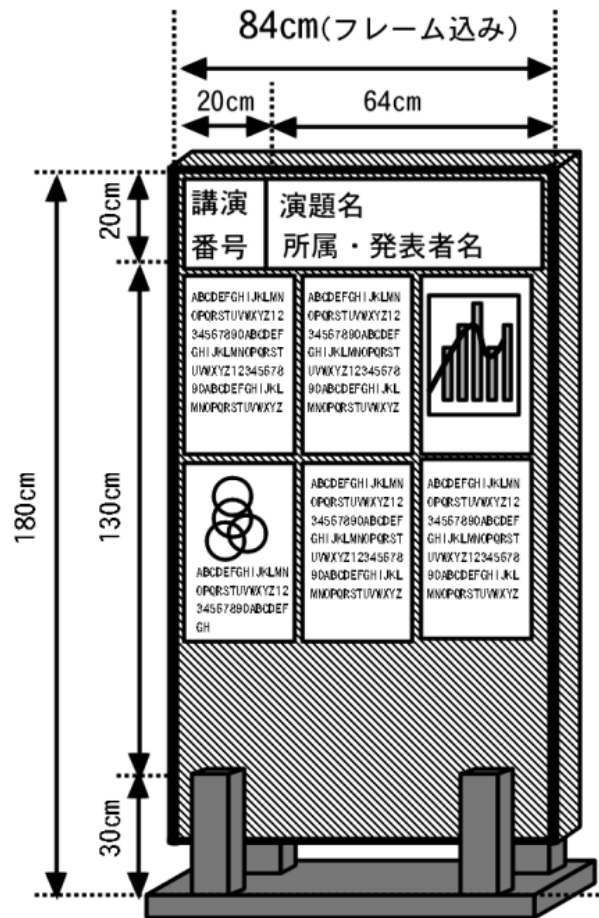 84cm(フレーム込み)
20cm
64cm
20cm
講演
番号
演題名
所属・発表者名
180cm
130cm
ABCDEFGHIJKLMN
OPQRSTUVWXYZ12
34567890ABCDEF
GHIJKLMNOPQRST
UVWXYZ12345678
90ABCDEFGHIJKL
MNOPQRSTUVWXYZ
ABCDEFGHIJKLMN
OPQRSTUVWXYZ12
34567890ABCDEF
GHIJKLMNOPQRST
UVWXYZ12345678
90ABCDEFGHIJKL
MNOPQRSTUVWXYZ
ABCDEFGHIJKLMN
OPQRSTUVWXYZ12
34567890ABCDEF
GH
ABCDEFGHIJKLMN
OPQRSTUVWXYZ12
34567890ABCDEF
GHIJKLMNOPQRST
UVWXYZ12345678
90ABCDEFGHIJKL
MNOPQRSTUVWXYZ
ABCDEFGHIJKLMN
OPQRSTUVWXYZ12
34567890ABCDEF
GHIJKLMNOPQRST
UVWXYZ12345678
90ABCDEFGHIJKL
MNOPQRSTUVWXYZ
30cm